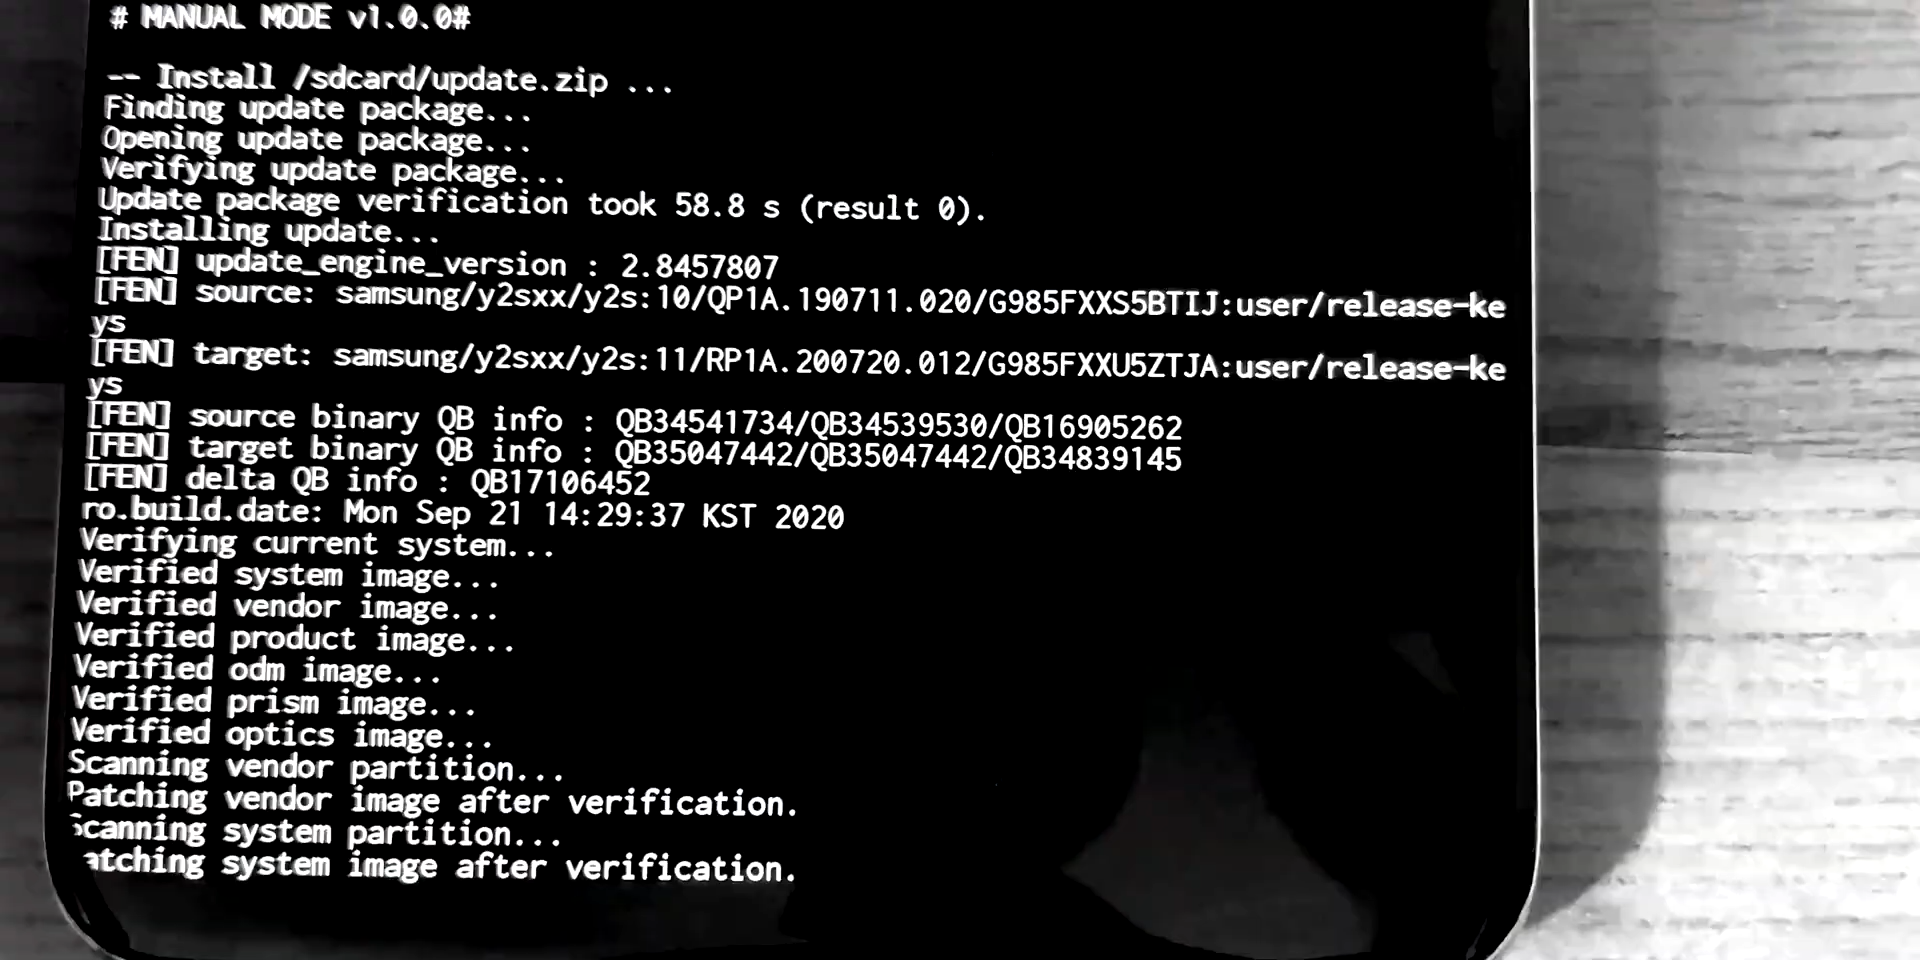 # MANUAL MODE v1.0.0#
-- Install /sdcard/update.zip ...
Finding update package...
Opening update package...
Verifying update package...
Update package verification took 58.8 s (result 0).
Installing update...
[FEN] update_engine_version : 2.8457807
[FEN] source: samsung/y2sxx/y2s:10/QP1A.190711.020/G985FXXS5BTIJ:user/release-ke
ys
[FEN] target: samsung/y2sxx/y2s:11/RP1A.200720.012/G985FXXU5ZTJA:user/release-ke
ys
[FEN] source binary QB info : QB34541734/QB34539530/QB16905262
[FEN] target binary QB info : QB35047442/QB35047442/QB34839145
[FEN] delta QB info : QB17106452
ro.build.date: Mon Sep 21 14:29:37 KST 2020
Verifying current system...
Verified system image...
Verified vendor image...
Verified product image...
Verified odm image...
Verified prism image...
Verified optics image...
Scanning vendor partition...
Patching vendor image after verification.
Scanning system partition...
atching system image after verification.